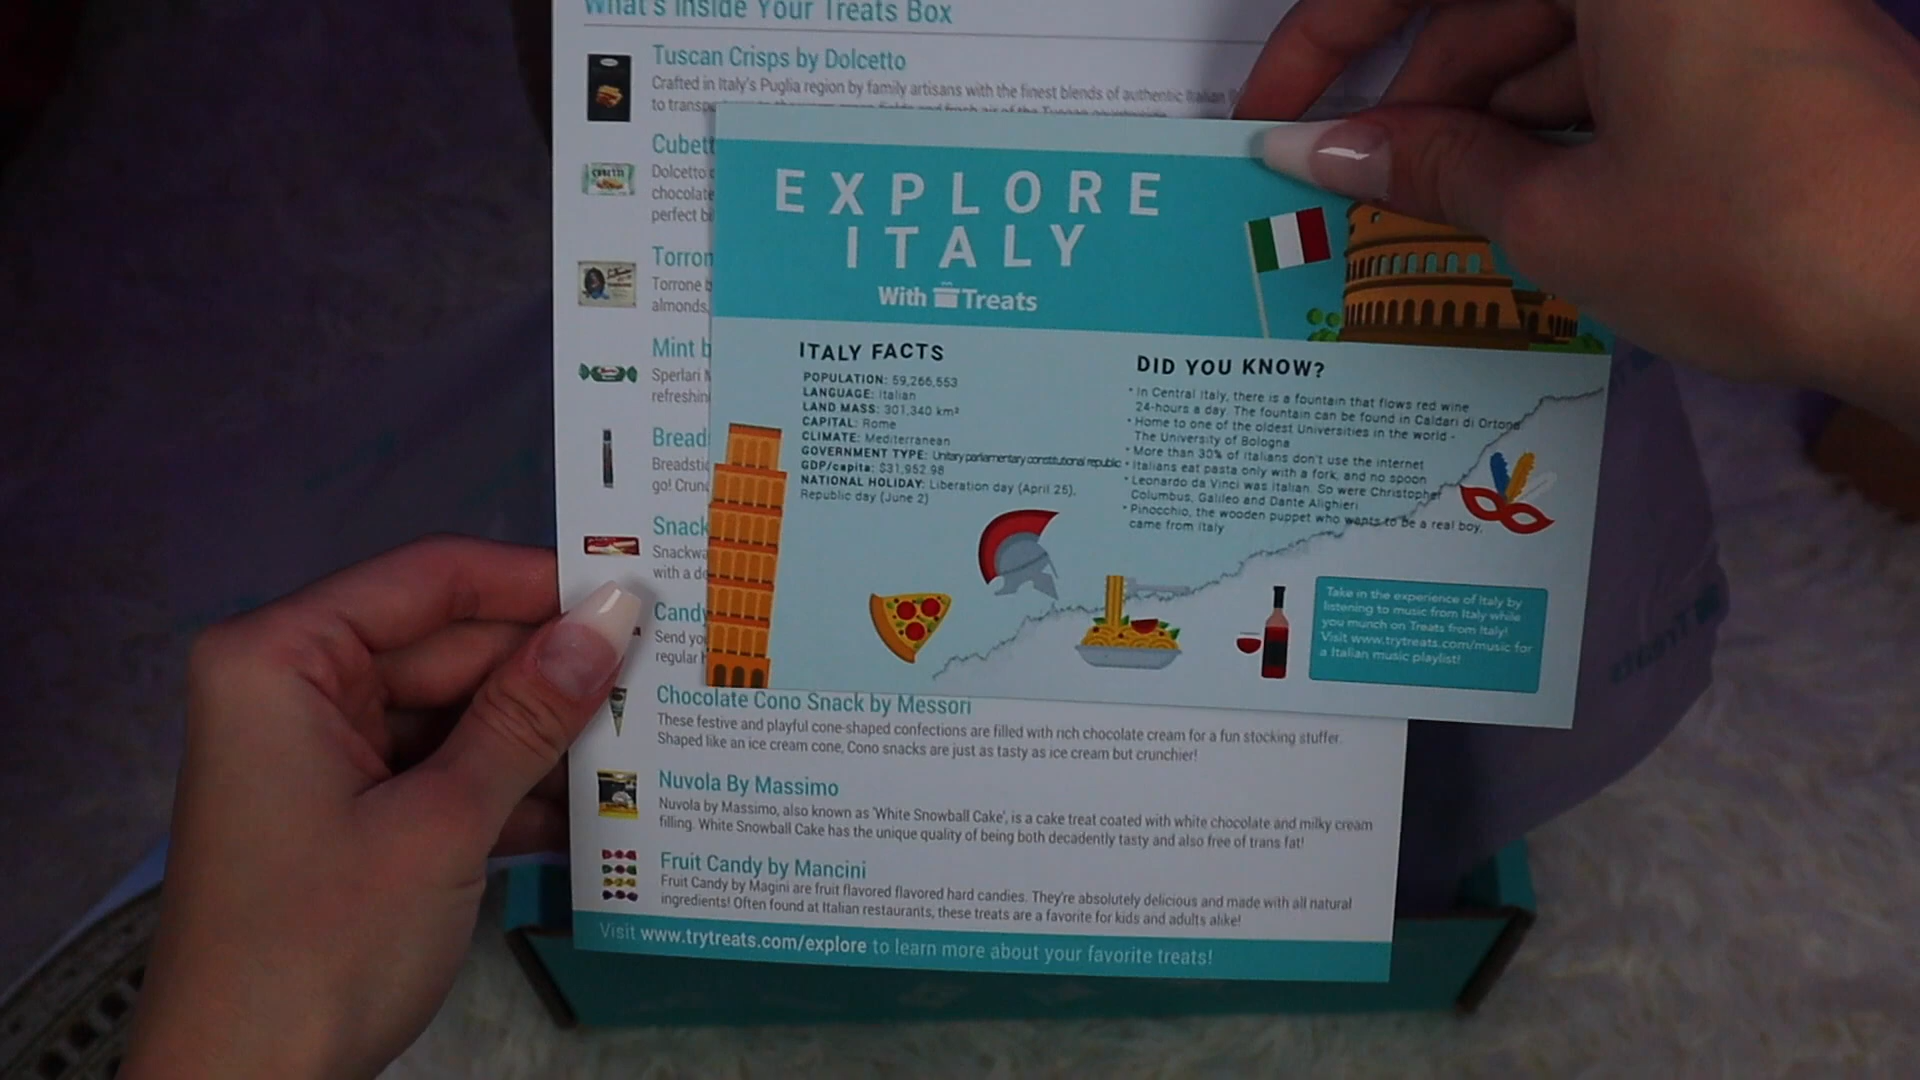 What's Inside Your Treats Box
Tuscan Crisps by Dolcetto
Crafted in Italy's Puglia region by family artisans with the finest blends of authentic Italian
to
Dolcetto
chocolate
perfect
Torrone
almonds,
Mint
Sperlari
Candy
Send
regular
EXPLORE
ITALY
With Treats
ITALY FACTS
POPULATION: 59,266,553
LANGUAGE: Italian
LAND MASS: 301,340 km²
CAPITAL: Rome
CLIMATE: Mediterranean
GOVERNMENT TYPE: Unitary parliamentary constitutional republic
GDP/capita: $31,952.98
NATIONAL HOLIDAY: Liberation day (April 25),
Republic day (June 2)
DID YOU KNOW?
• In Central Italy, there is a fountain that flows red wine
24-hours a day. The fountain can be found in Caldari di Ortona
• Home to one of the oldest Universities in the world -
The University of Bologna
• More than 30% of Italians don't use the internet
• Italians eat pasta only with a fork, and no spoon
• Leonardo da Vinci was Italian. So were Christopher
Columbus, Galileo and Dante Alighieri
• Pinocchio, the wooden puppet who wants to be a real boy,
came from Italy
Take in the experience of Italy by
listening to music from Italy while
you munch on Treats from Italy!
Visit www.trytreats.com/music for
a Italian music playlist!
Chocolate Cono Snack by Messori
These festive and playful cone-shaped confections are filled with rich chocolate cream for a fun stocking stuffer.
Shaped like an ice cream cone, Cono snacks are just as tasty as ice cream but crunchier!
Nuvola By Massimo
Nuvola by Massimo, also known as 'White Snowball Cake', is a cake treat coated with white chocolate and milky cream
filling. White Snowball Cake has the unique quality of being both decadently tasty and also free of trans fat!
Fruit Candy by Mancini
Fruit Candy by Magini are fruit flavored flavored hard candies. They're absolutely delicious and made with all natural
ingredients! Often found at Italian restaurants, these treats are a favorite for kids and adults alike!
Visit www.trytreats.com/explore to learn more about your favorite treats!
Treats